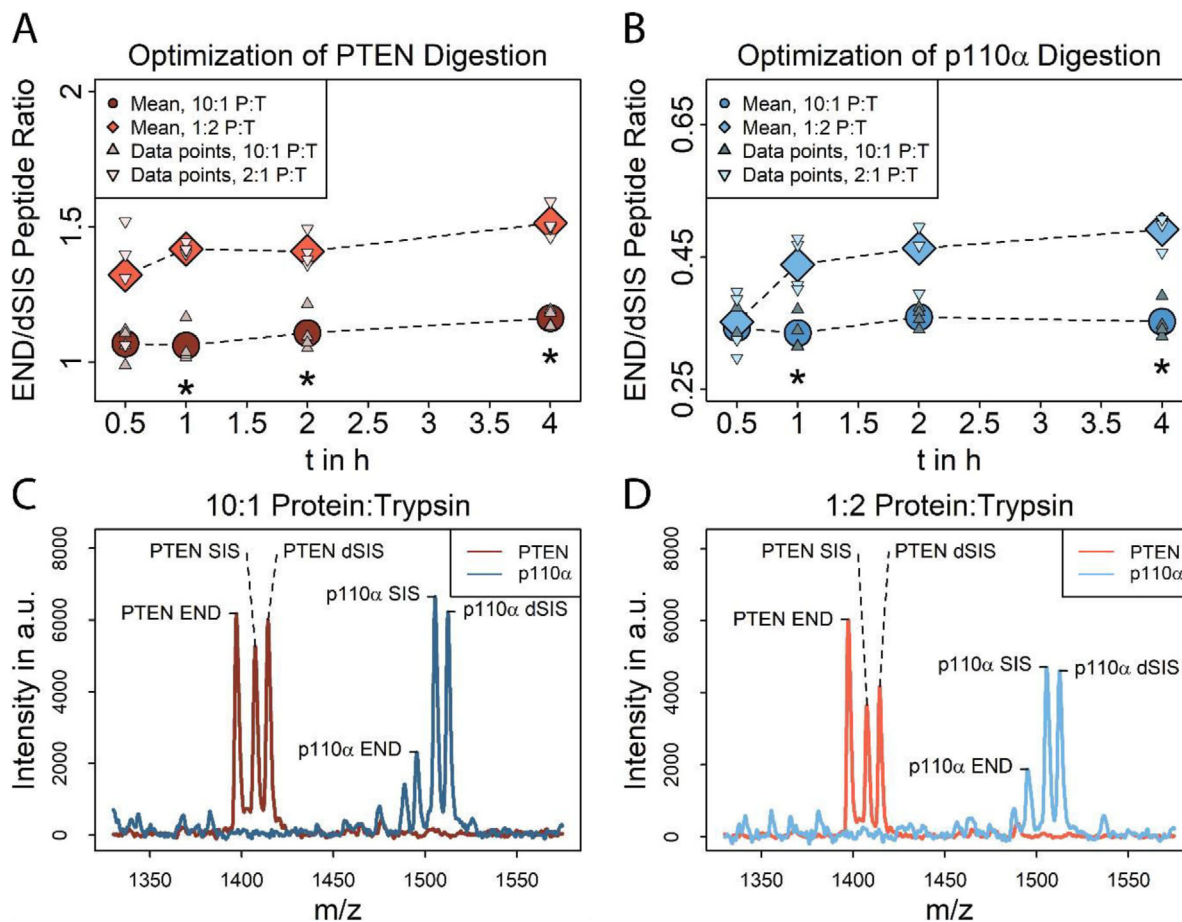 A
Optimization of PTEN Digestion
END/dSIS Peptide Ratio
2
1.5
1
Mean, 10:1 P:T
Mean, 1:2 P:T
Data points, 10:1 P:T
Data points, 2:1 P:T
* * *
0.5 1 1.5 2 2.5 3 3.5 4
t in h
B
Optimization of p110α Digestion
END/dSIS Peptide Ratio
0.65
0.45
0.25
Mean, 10:1 P:T
Mean, 1:2 P:T
Data points, 10:1 P:T
Data points, 2:1 P:T
* *
0.5 1 1.5 2 2.5 3 3.5 4
t in h
C
10:1 Protein:Trypsin
Intensity in a.u.
8000
6000
4000
2000
0
PTEN SIS
PTEN dSIS
PTEN
p110α
PTEN END
p110α SIS
p110α dSIS
p110α END
1350 1400 1450 1500 1550
m/z
D
1:2 Protein:Trypsin
Intensity in a.u.
8000
6000
4000
2000
0
PTEN SIS
PTEN dSIS
PTEN
p110α
PTEN END
p110α SIS
p110α dSIS
p110α END
1350 1400 1450 1500 1550
m/z